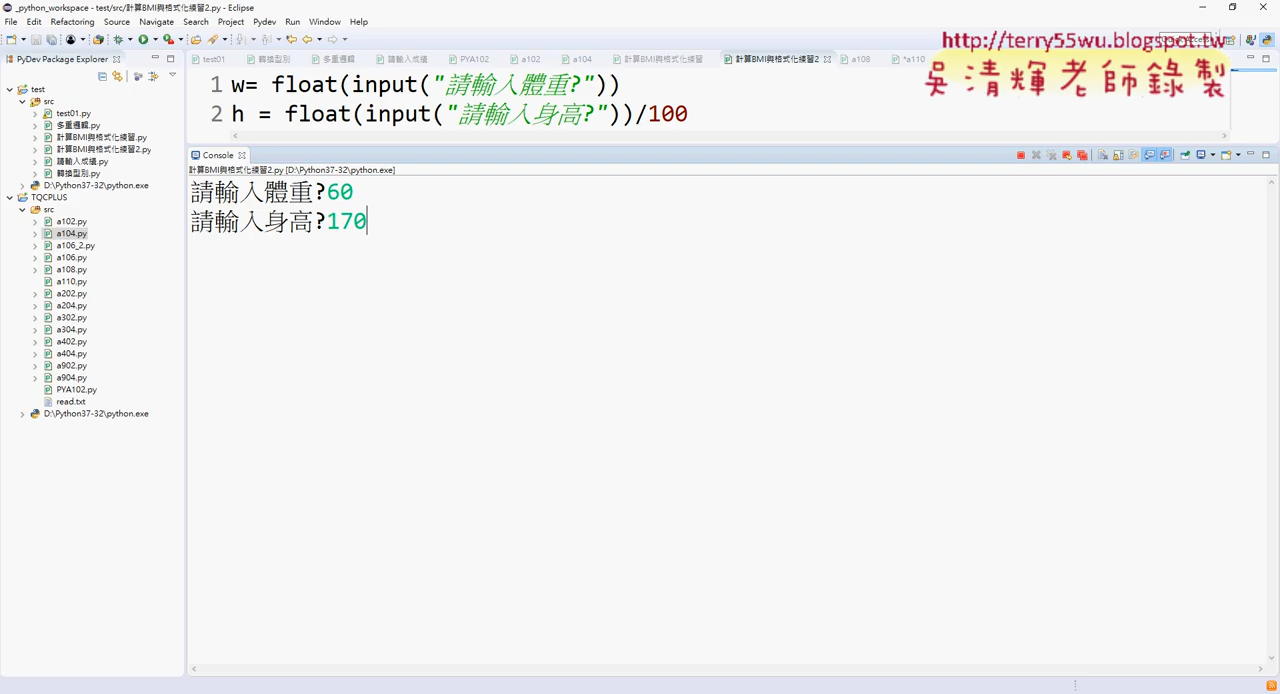 _python_workspace - test/src/計算BMI與格式化練習2.py - Eclipse
File Edit Refactoring Source Navigate Search Project Pydev Run Window Help
http://terry55wu.blogspot.tw
吳清輝老師錄製
PyDev Package Explorer
test01 轉換型別 多重邏輯 請輸入成績 PYA102 a102 a104 計算BMI與格式化練習 計算BMI與格式化練習2 a108 *a110
1 w= float(input("請輸入體重?"))
2 h = float(input("請輸入身高?"))/100
test
src
test01.py
多重邏輯.py
計算BMI與格式化練習.py
計算BMI與格式化練習2.py
請輸入成績.py
轉換型別.py
D:\Python37-32\python.exe
TQCPLUS
src
a102.py
a104.py
a106_2.py
a106.py
a108.py
a110.py
a202.py
a204.py
a302.py
a304.py
a402.py
a404.py
a902.py
a904.py
PYA102.py
read.txt
D:\Python37-32\python.exe
Console
計算BMI與格式化練習2.py [D:\Python37-32\python.exe]
請輸入體重?60
請輸入身高?170